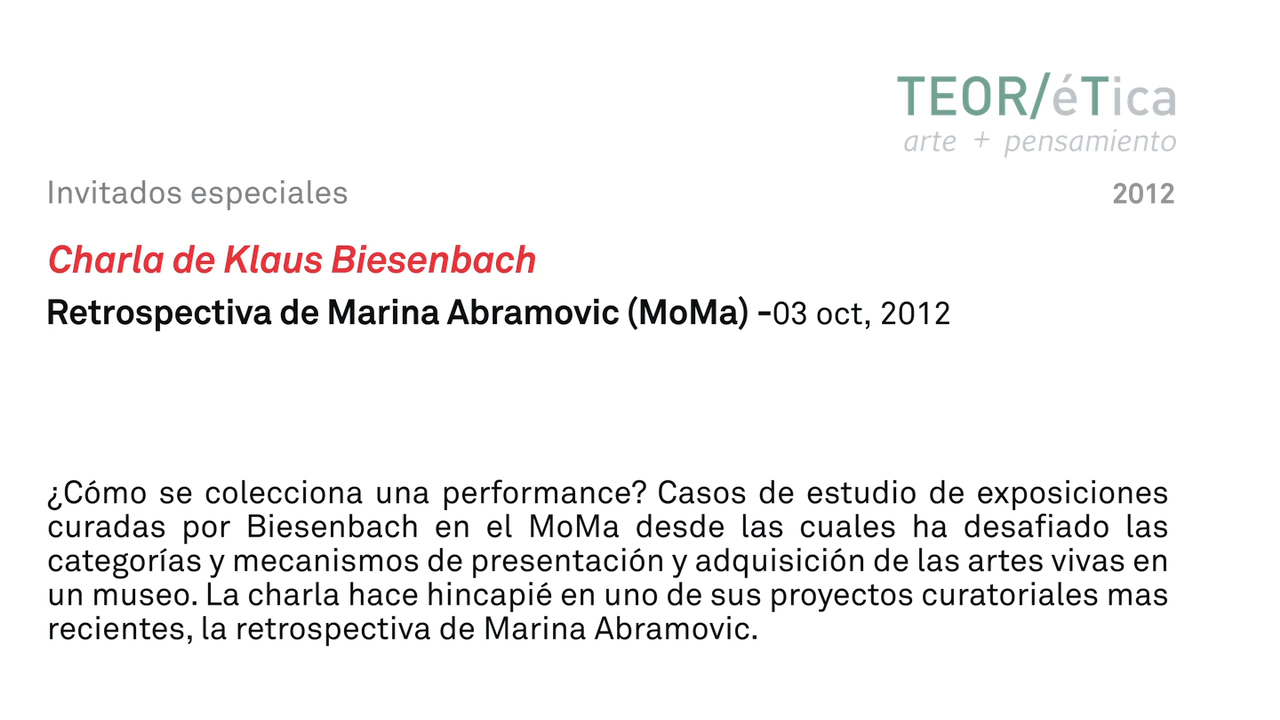 TEOR/éTica
arte + pensamiento
Invitados especiales
2012
Charla de Klaus Biesenbach
Retrospectiva de Marina Abramovic (MoMa) -03 oct, 2012
¿Cómo se colecciona una performance? Casos de estudio de exposiciones
curadas por Biesenbach en el MoMa desde las cuales ha desafiado las
categorías y mecanismos de presentación y adquisición de las artes vivas en
un museo. La charla hace hincapié en uno de sus proyectos curatoriales mas
recientes, la retrospectiva de Marina Abramovic.